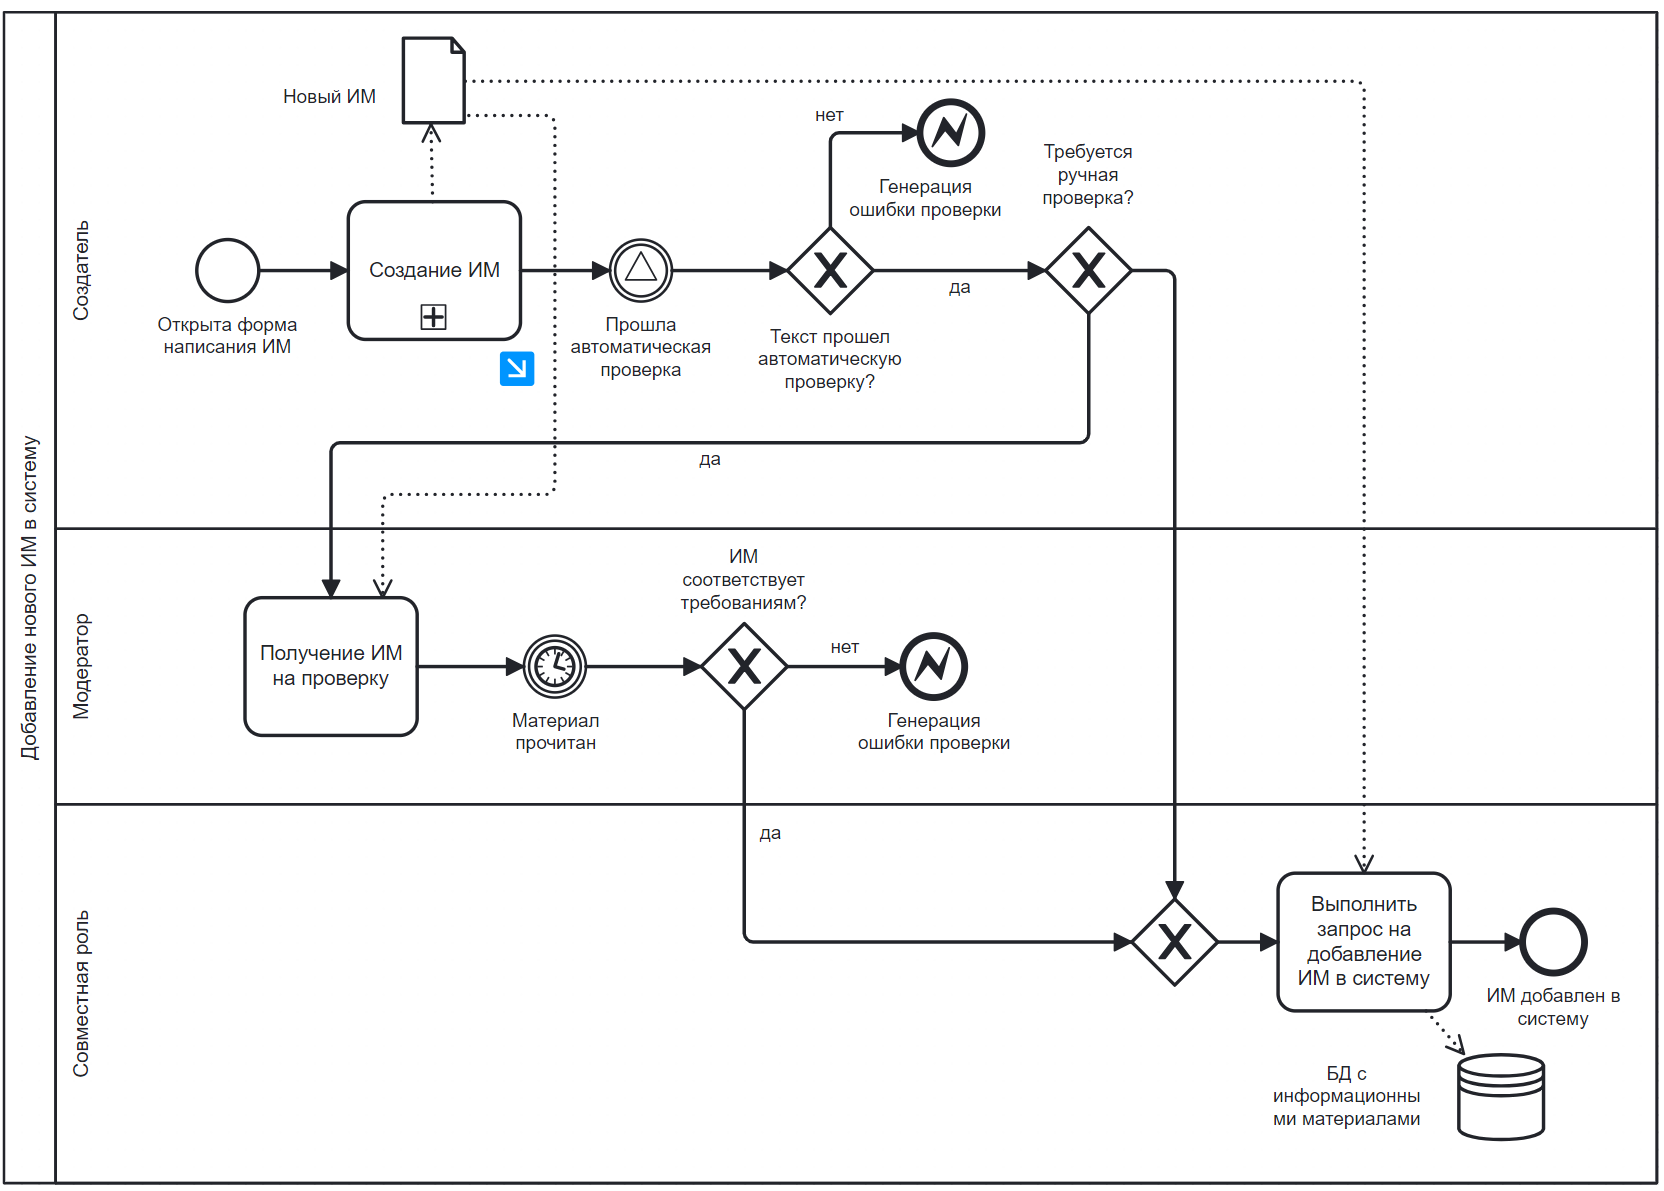 Добавление нового ИМ в систему
Создатель
Новый ИМ
Открыта форма
написания ИМ
Создание ИМ
Прошла
автоматическая
проверка
нет
Генерация
ошибки проверки
Текст прошел
автоматическую
проверку?
да
Требуется
ручная
проверка?
да
Модератор
Получение ИМ
на проверку
Материал
прочитан
ИМ
соответствует
требованиям?
нет
Генерация
ошибки проверки
да
Совместная роль
Выполнить
запрос на
добавление
ИМ в систему
ИМ добавлен в
систему
БД с
информационны
ми материалами